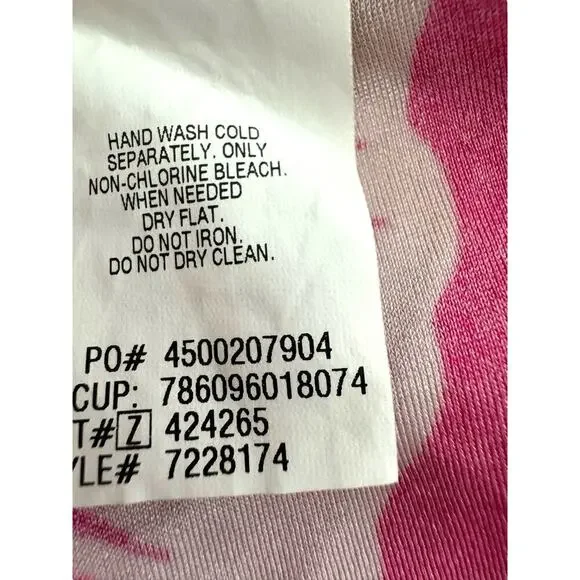 HAND WASH COLD
SEPARATELY. ONLY
NON-CHLORINE BLEACH.
WHEN NEEDED
DRY FLAT.
DO NOT IRON.
DO NOT DRY CLEAN.
PO# 4500207904
CUP: 786096018074
T# Z 424265
YLE# 7228174